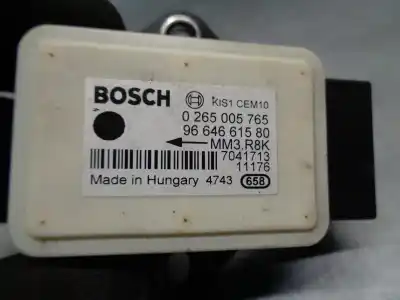 BOSCH
KIS1 CEM10
0 265 005 765
96 646 615 80
MM3.R8K
7041713
11176
Made in Hungary 4743 658